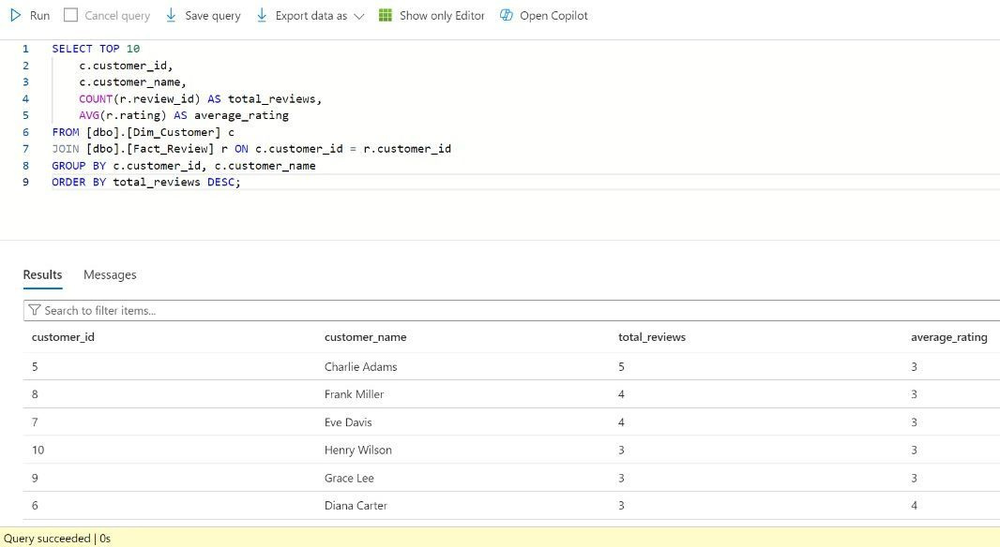 Run Cancel query Save query Export data as Show only Editor Open Copilot
1 SELECT TOP 10
2 c.customer_id,
3 c.customer_name,
4 COUNT(r.review_id) AS total_reviews,
5 AVG(r.rating) AS average_rating
6 FROM [dbo].[Dim_Customer] c
7 JOIN [dbo].[Fact_Review] r ON c.customer_id = r.customer_id
8 GROUP BY c.customer_id, c.customer_name
9 ORDER BY total_reviews DESC;
Results Messages
Search to filter items...
customer_id customer_name total_reviews average_rating
5 Charlie Adams 5 3
8 Frank Miller 4 3
7 Eve Davis 4 3
10 Henry Wilson 3 3
9 Grace Lee 3 3
6 Diana Carter 3 4
Query succeeded | 0s